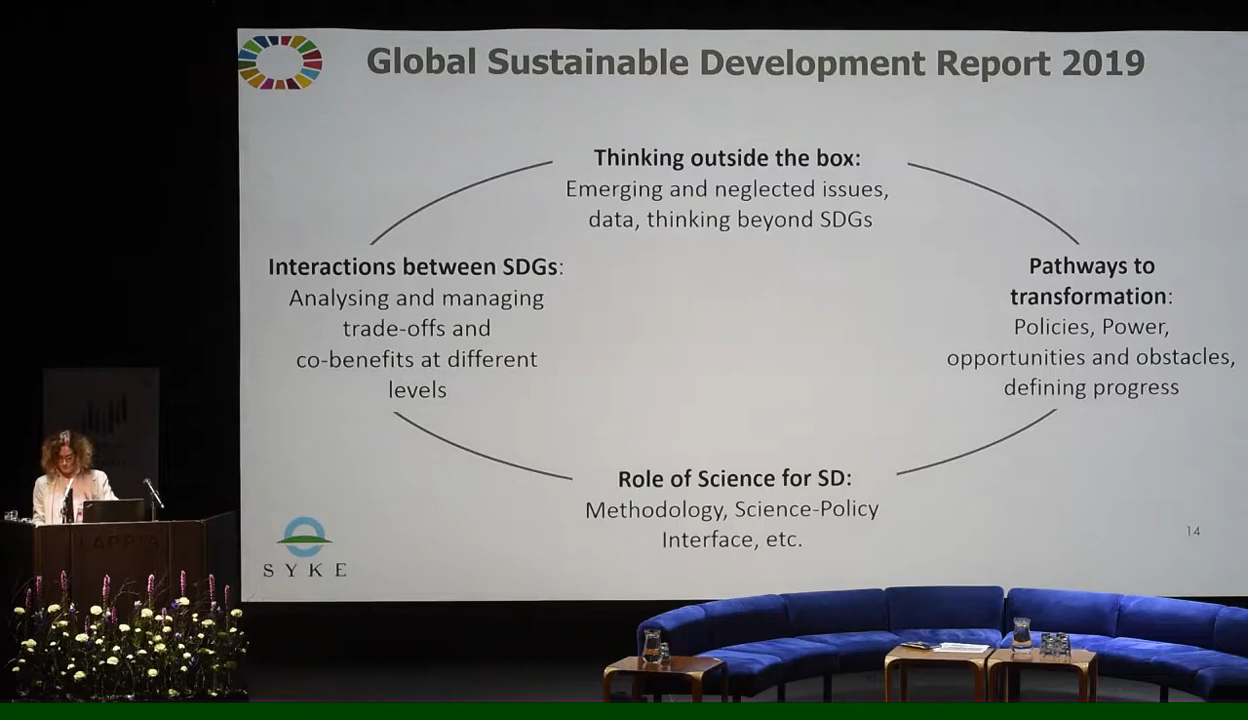 Global Sustainable Development Report 2019
Thinking outside the box:
Emerging and neglected issues,
data, thinking beyond SDGs
Interactions between SDGs:
Analysing and managing
trade-offs and
co-benefits at different
levels
Pathways to
transformation:
Policies, Power,
opportunities and obstacles,
defining progress
Role of Science for SD:
Methodology, Science-Policy
Interface, etc.
14
SYKE
LAPPIA